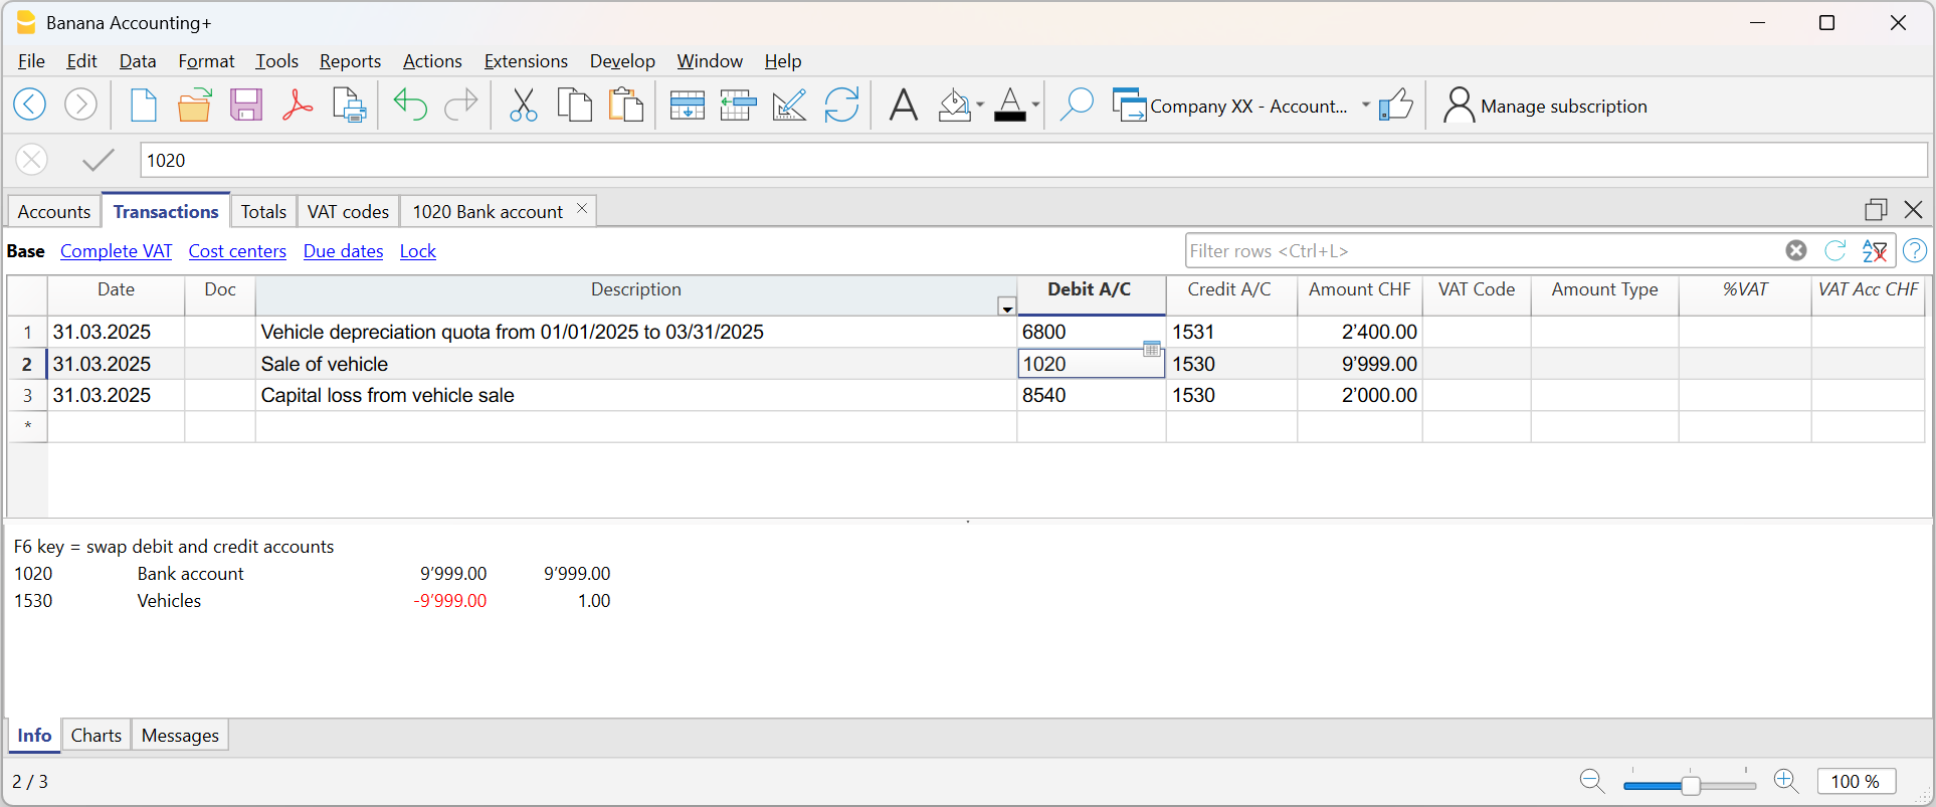 Banana Accounting+
File Edit Data Format Tools Reports Actions Extensions Develop Window Help
Company XX - Account... Manage subscription
1020
Accounts Transactions Totals VAT codes 1020 Bank account
Base Complete VAT Cost centers Due dates Lock Filter rows <Ctrl+L>
Date Doc Description Debit A/C Credit A/C Amount CHF VAT Code Amount Type %VAT VAT Acc CHF
1 31.03.2025 Vehicle depreciation quota from 01/01/2025 to 03/31/2025 6800 1531 2’400.00
2 31.03.2025 Sale of vehicle 1020 1530 9’999.00
3 31.03.2025 Capital loss from vehicle sale 8540 1530 2’000.00
*
F6 key = swap debit and credit accounts
1020 Bank account 9’999.00 9’999.00
1530 Vehicles -9’999.00 1.00
Info Charts Messages
2 / 3 100 %